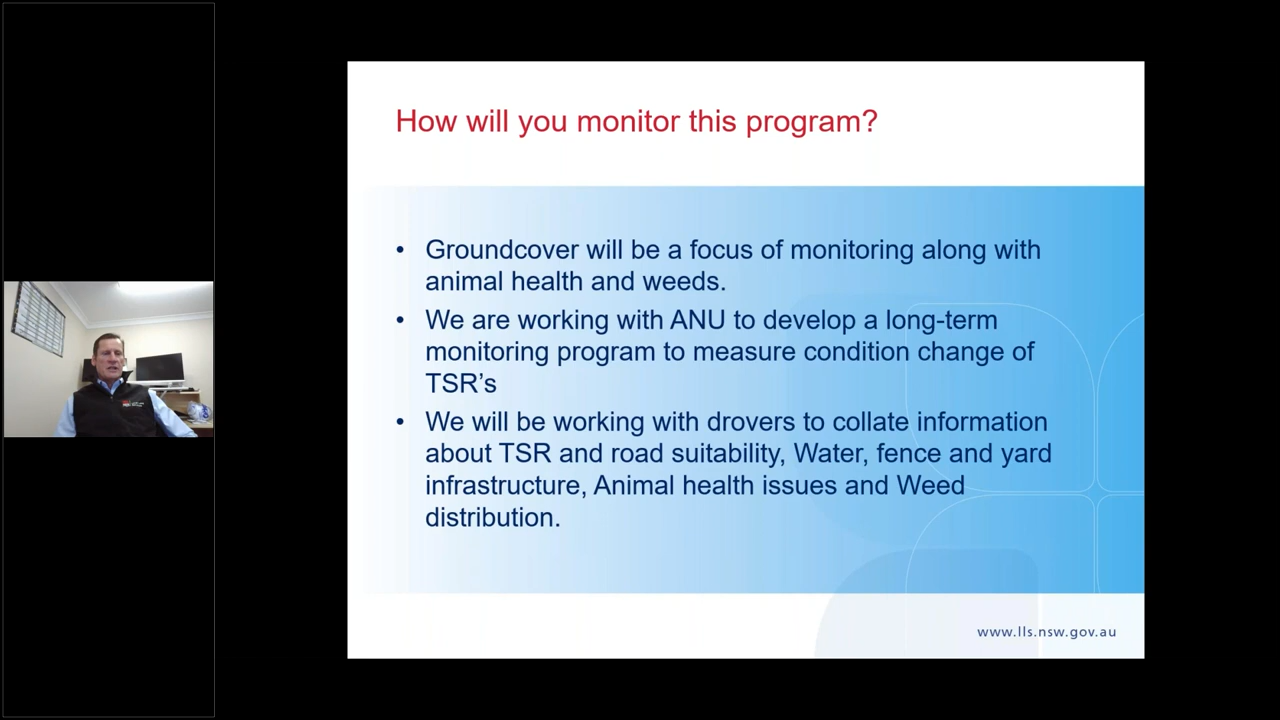 How will you monitor this program?
• Groundcover will be a focus of monitoring along with
animal health and weeds.
• We are working with ANU to develop a long-term
monitoring program to measure condition change of
TSR’s
• We will be working with drovers to collate information
about TSR and road suitability, Water, fence and yard
infrastructure, Animal health issues and Weed
distribution.
www.lls.nsw.gov.au